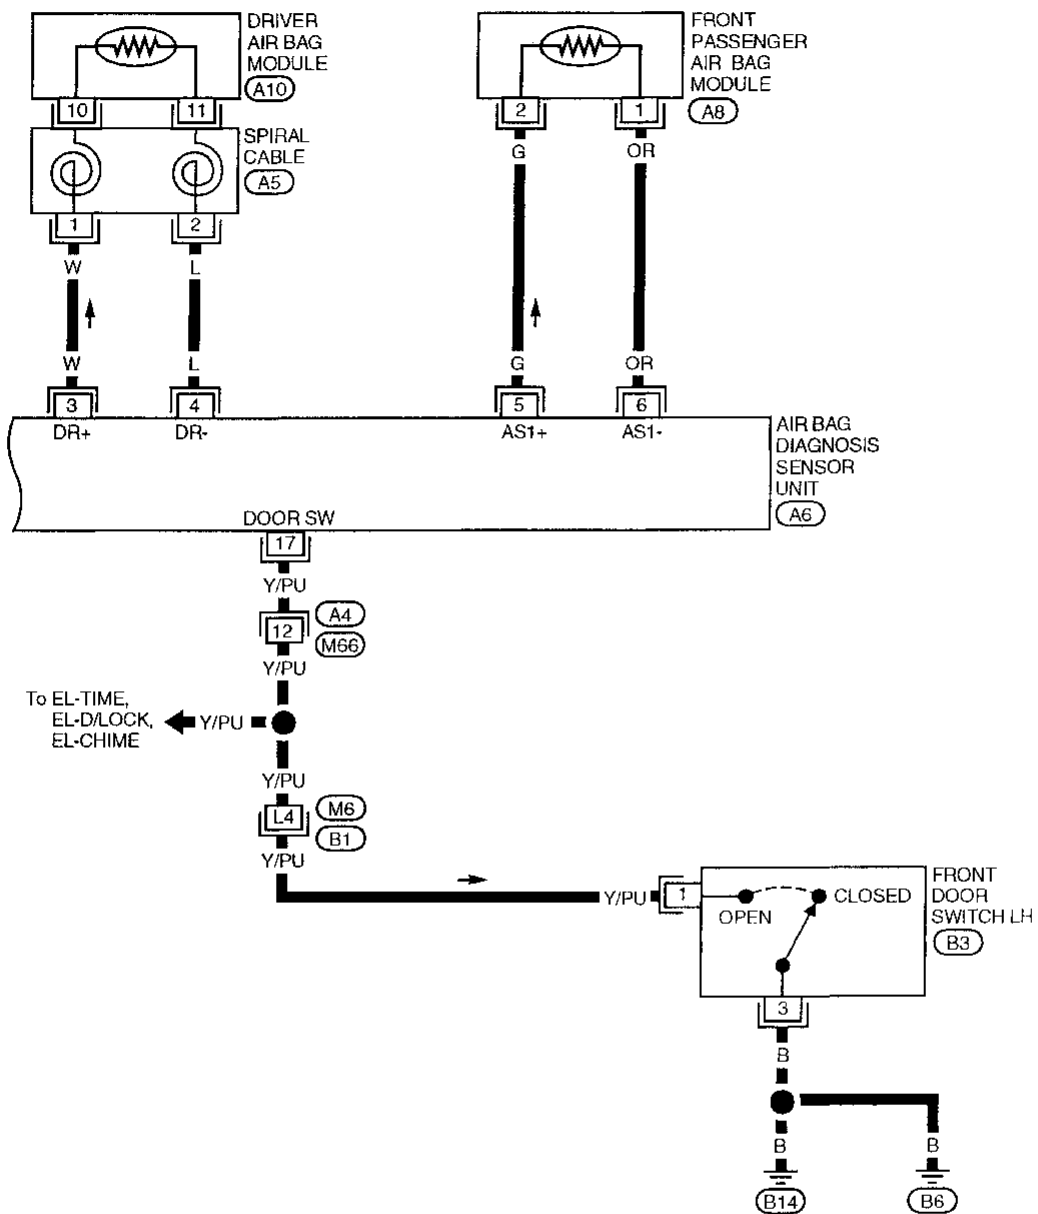 DRIVER
AIR BAG
MODULE
A10
10
11
SPIRAL
CABLE
A5
1
2
W
L
W
L
3
4
DR+
DR-
FRONT
PASSENGER
AIR BAG
MODULE
A8
2
1
G
OR
G
OR
5
6
AS1+
AS1-
AIR BAG
DIAGNOSIS
SENSOR
UNIT
A6
DOOR SW
17
Y/PU
A4
12
M66
Y/PU
To EL-TIME,
EL-D/LOCK,
EL-CHIME
Y/PU
Y/PU
L4
M6
B1
Y/PU
Y/PU
1
OPEN
CLOSED
FRONT
DOOR
SWITCH LH
B3
3
B
B
B
B14
B6